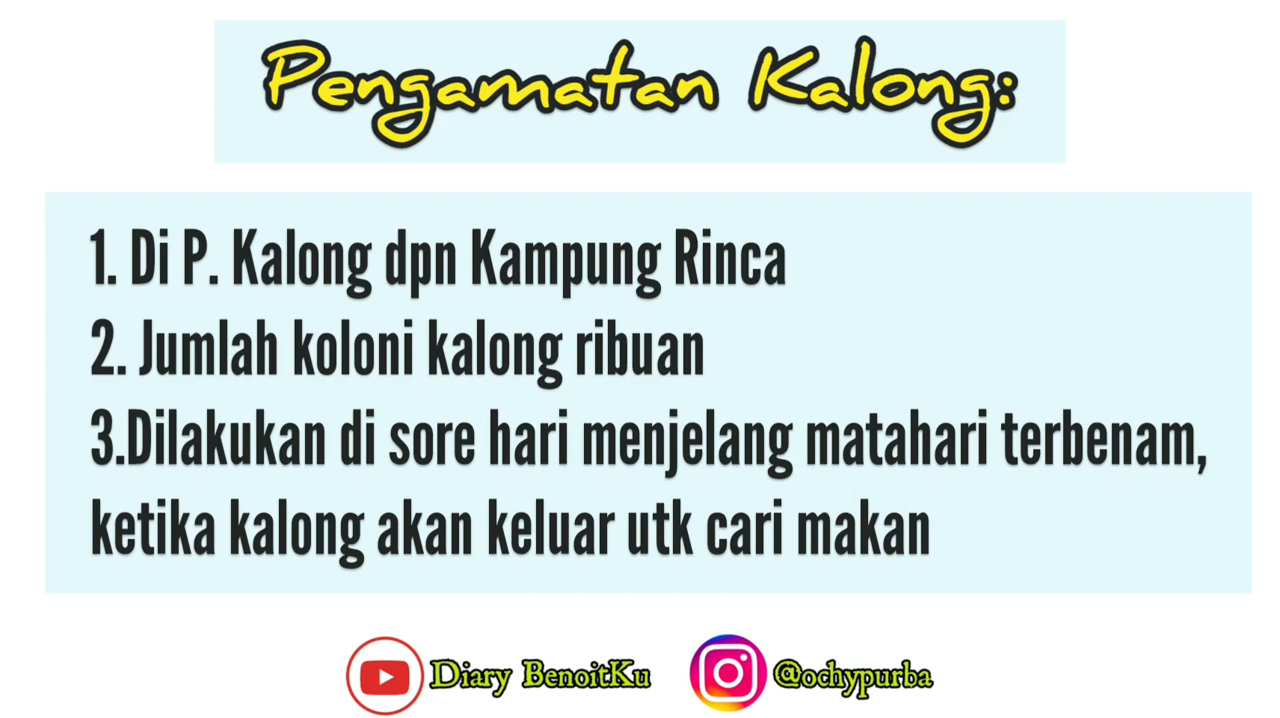 Pengamatan Kalong:
1. Di P. Kalong dpn Kampung Rinca
2. Jumlah koloni kalong ribuan
3.Dilakukan di sore hari menjelang matahari terbenam,
ketika kalong akan keluar utk cari makan
Diary BenoitKu @ochypurba